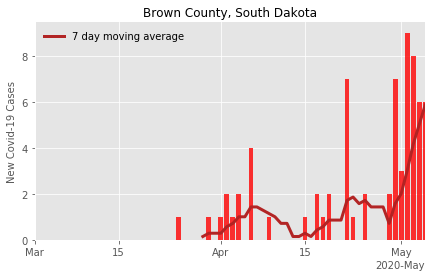 Brown County, South Dakota
7 day moving average
New Covid-19 Cases
8
6
4
2
0
Mar
15
Apr
15
May
2020-May